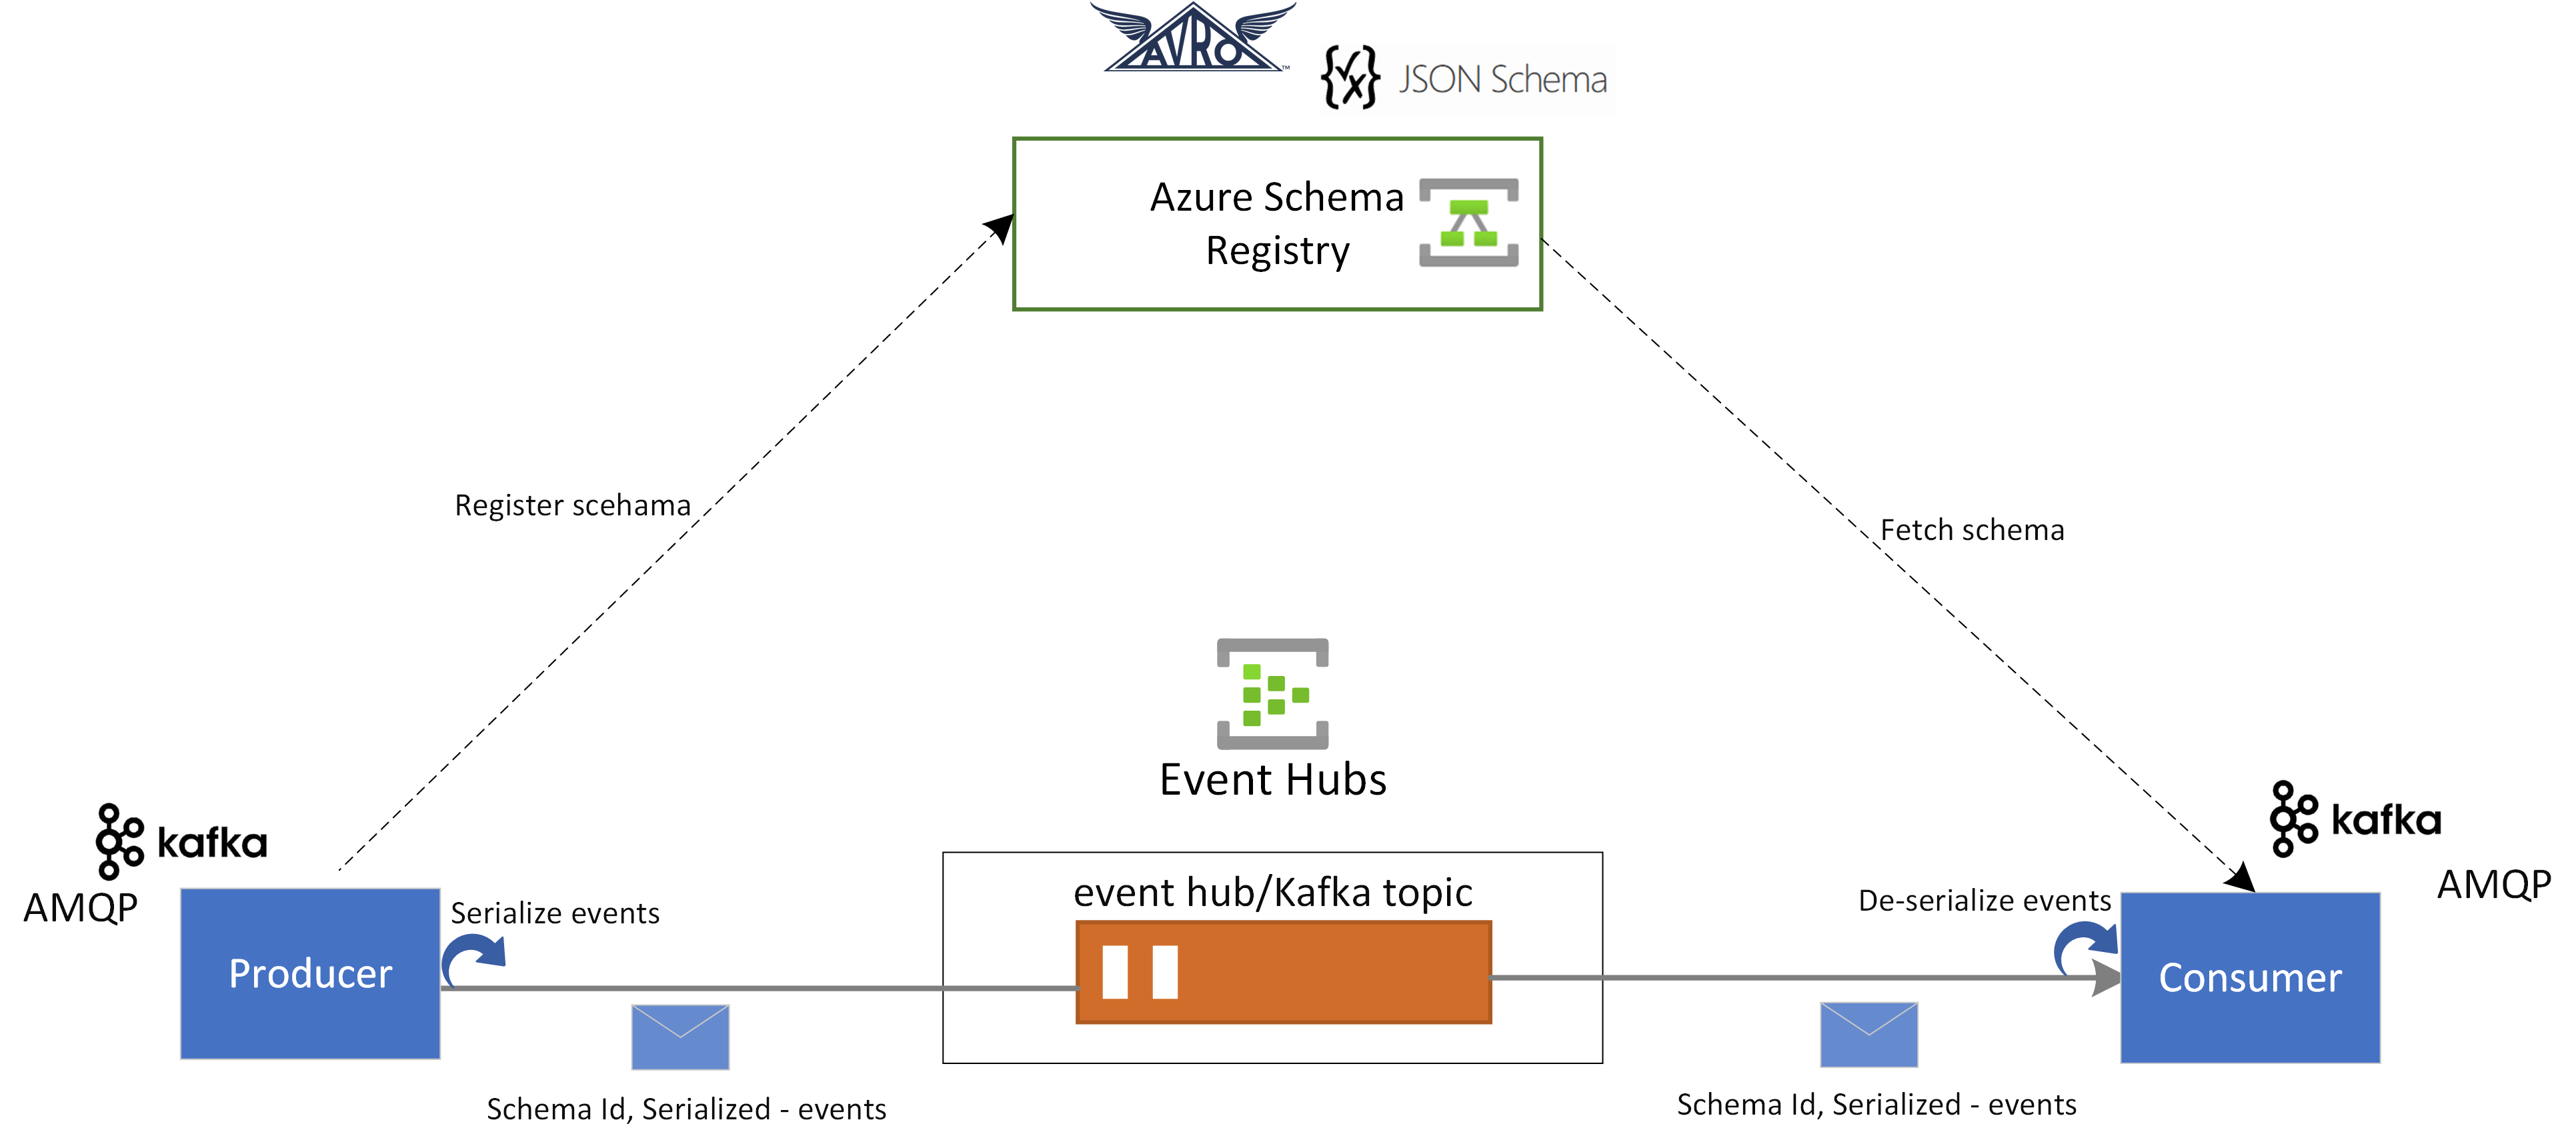 AVRO
TM
JSON Schema
Azure Schema
Registry
Register scehama
Fetch schema
Event Hubs
kafka
kafka
AMQP
AMQP
event hub/Kafka topic
Serialize events
De-serialize events
Producer
Consumer
Schema Id, Serialized - events
Schema Id, Serialized - events